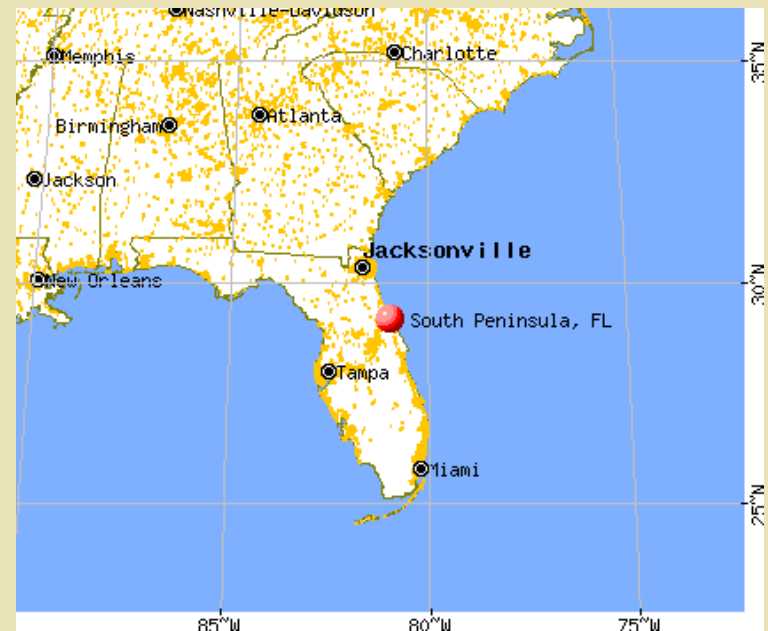 Nashville-Davidson
Memphis
Charlotte
35~N
Birmingham
Atlanta
Jackson
Jacksonville
New Orleans
30~N
South Peninsula, FL
Tampa
Miami
25~N
85~W
80~W
75~W